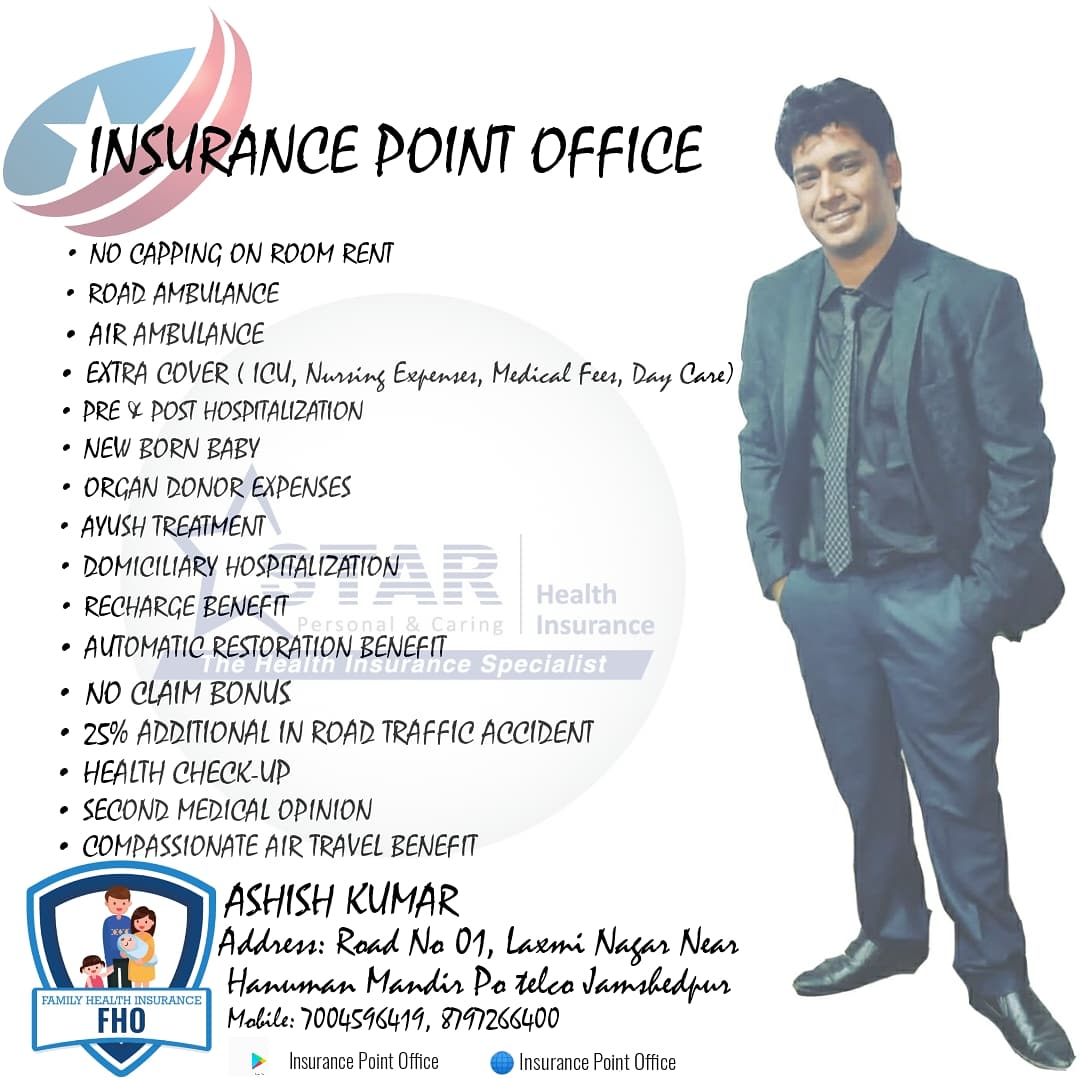 INSURANCE POINT OFFICE
• NO CAPPING ON ROOM RENT
• ROAD AMBULANCE
• AIR AMBULANCE
• EXTRA COVER ( ICU, Nursing Expenses, Medical Fees, Day Care)
• PRE & POST HOSPITALIZATION
• NEW BORN BABY
• ORGAN DONOR EXPENSES
• AYUSH TREATMENT
• DOMICILIARY HOSPITALIZATION
• RECHARGE BENEFIT
• AUTOMATIC RESTORATION BENEFIT
• NO CLAIM BONUS
• 25% ADDITIONAL IN ROAD TRAFFIC ACCIDENT
• HEALTH CHECK-UP
• SECOND MEDICAL OPINION
• COMPASSIONATE AIR TRAVEL BENEFIT
STAR
Personal & Caring
Health
Insurance
The Health Insurance Specialist
FAMILY HEALTH INSURANCE
FHO
ASHISH KUMAR
Address: Road No 01, Laxmi Nagar Near
Hanuman Mandir Po telco Jamshedpur
Mobile: 7004596419, 8797266400
Insurance Point Office
Insurance Point Office